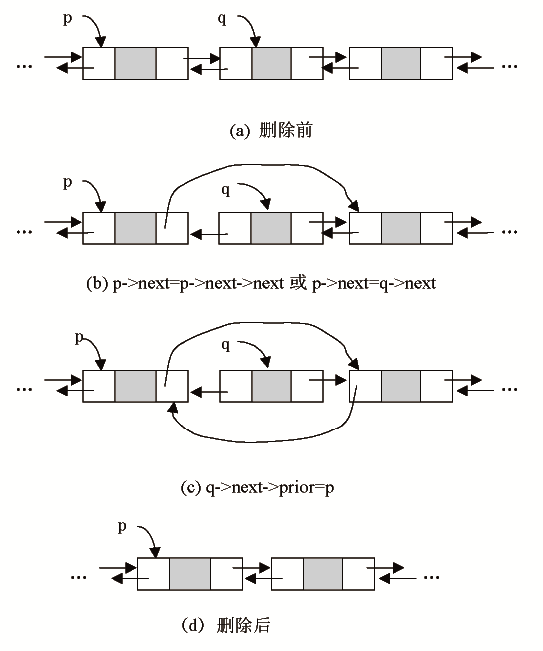 p q
... ...
(a) 删除前
p
q
... ...
(b) p->next=p->next->next 或 p->next=q->next
p
q
... ...
(c) q->next->prior=p
p
... ...
(d) 删除后